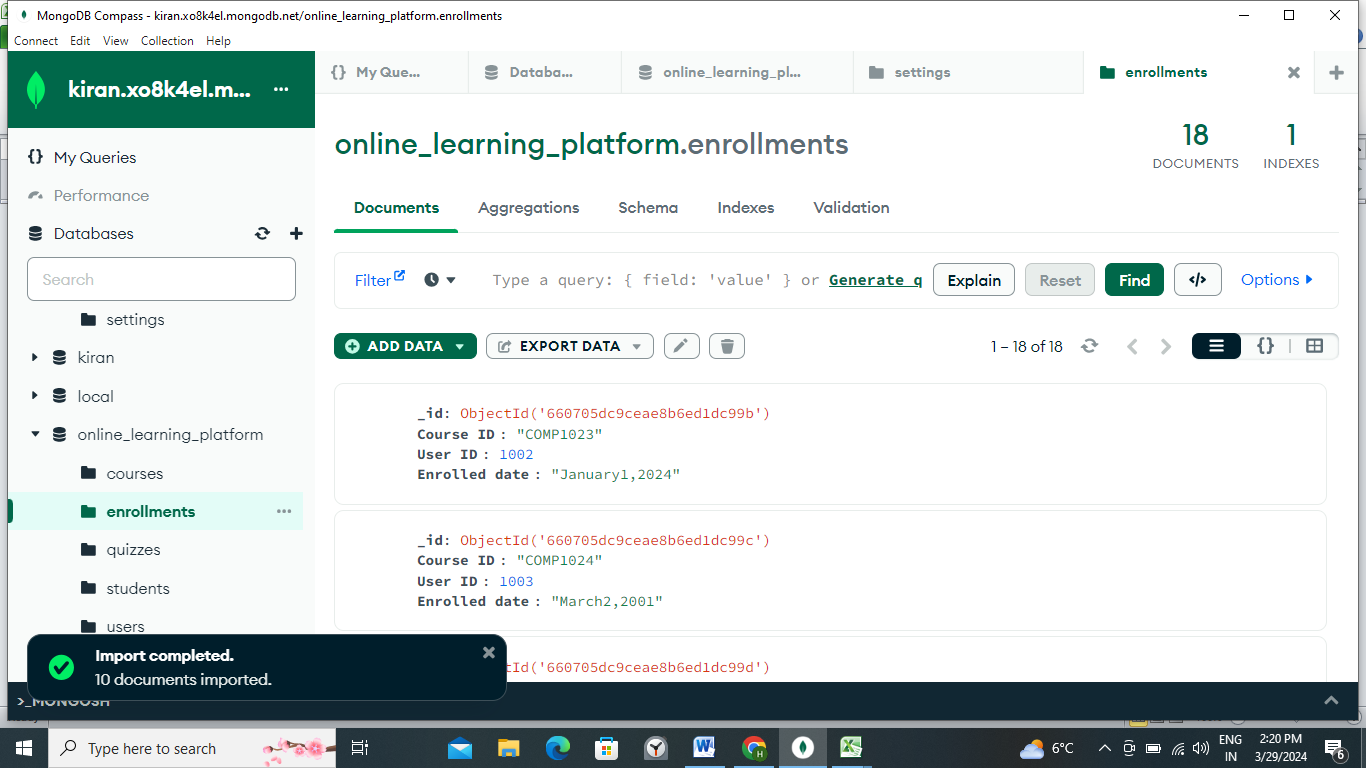 MongoDB Compass - kiran.xo8k4el.mongodb.net/online_learning_platform.enrollments
Connect Edit View Collection Help
kiran.xo8k4el.m... ...
{} My Queries
Performance
Databases
Search
settings
kiran
local
online_learning_platform
courses
enrollments ...
quizzes
students
users
{} My Que...
Databa...
online_learning_pl...
settings
enrollments
online_learning_platform.enrollments
18
DOCUMENTS
1
INDEXES
Documents Aggregations Schema Indexes Validation
Filter Type a query: { field: 'value' } or Generate q Explain Reset Find </> Options
ADD DATA EXPORT DATA 1 – 18 of 18 {}
_id: ObjectId('660705dc9ceae8b6ed1dc99b')
Course ID : "COMP1023"
User ID : 1002
Enrolled date : "January1,2024"
_id: ObjectId('660705dc9ceae8b6ed1dc99c')
Course ID : "COMP1024"
User ID : 1003
Enrolled date : "March2,2001"
ctId('660705dc9ceae8b6ed1dc99d')
Import completed.
10 documents imported.
>_MONGOSH
Type here to search
6°C
ENG
IN
2:20 PM
3/29/2024
6